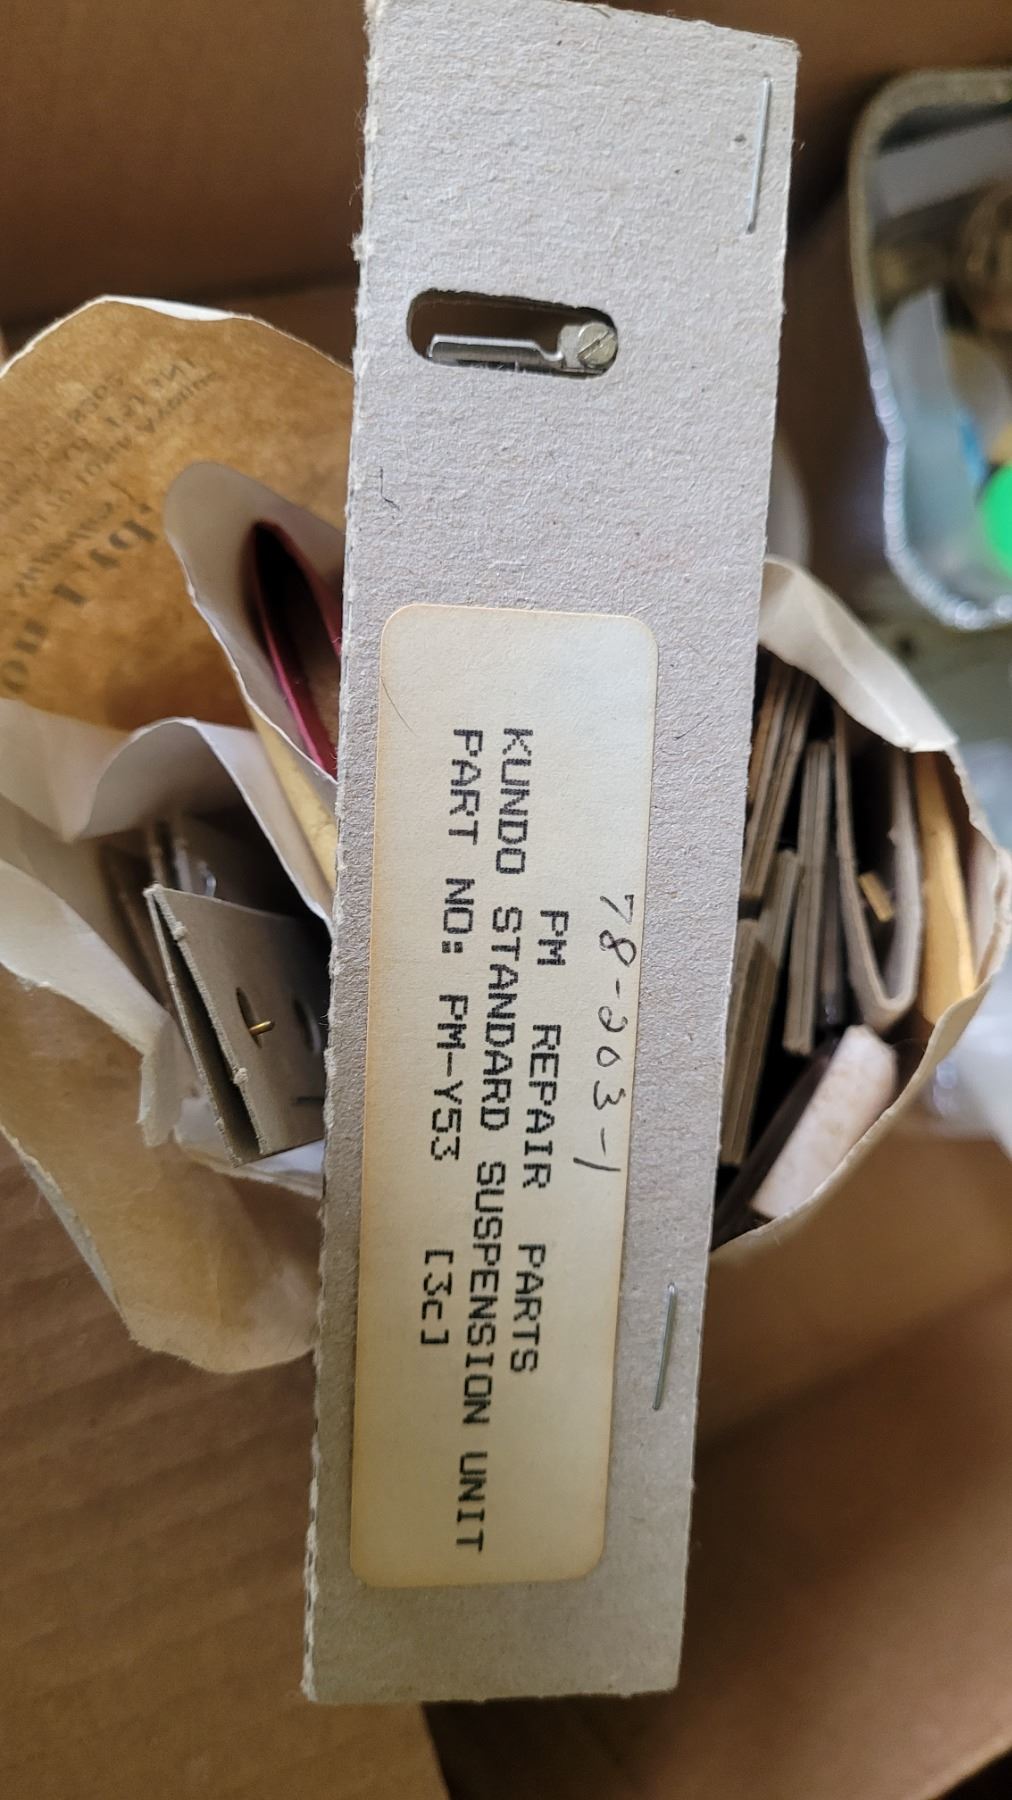 78-203-1
PM REPAIR PARTS
KUNDO STANDARD SUSPENSION UNIT
PART NO: PM-Y53 [3c]